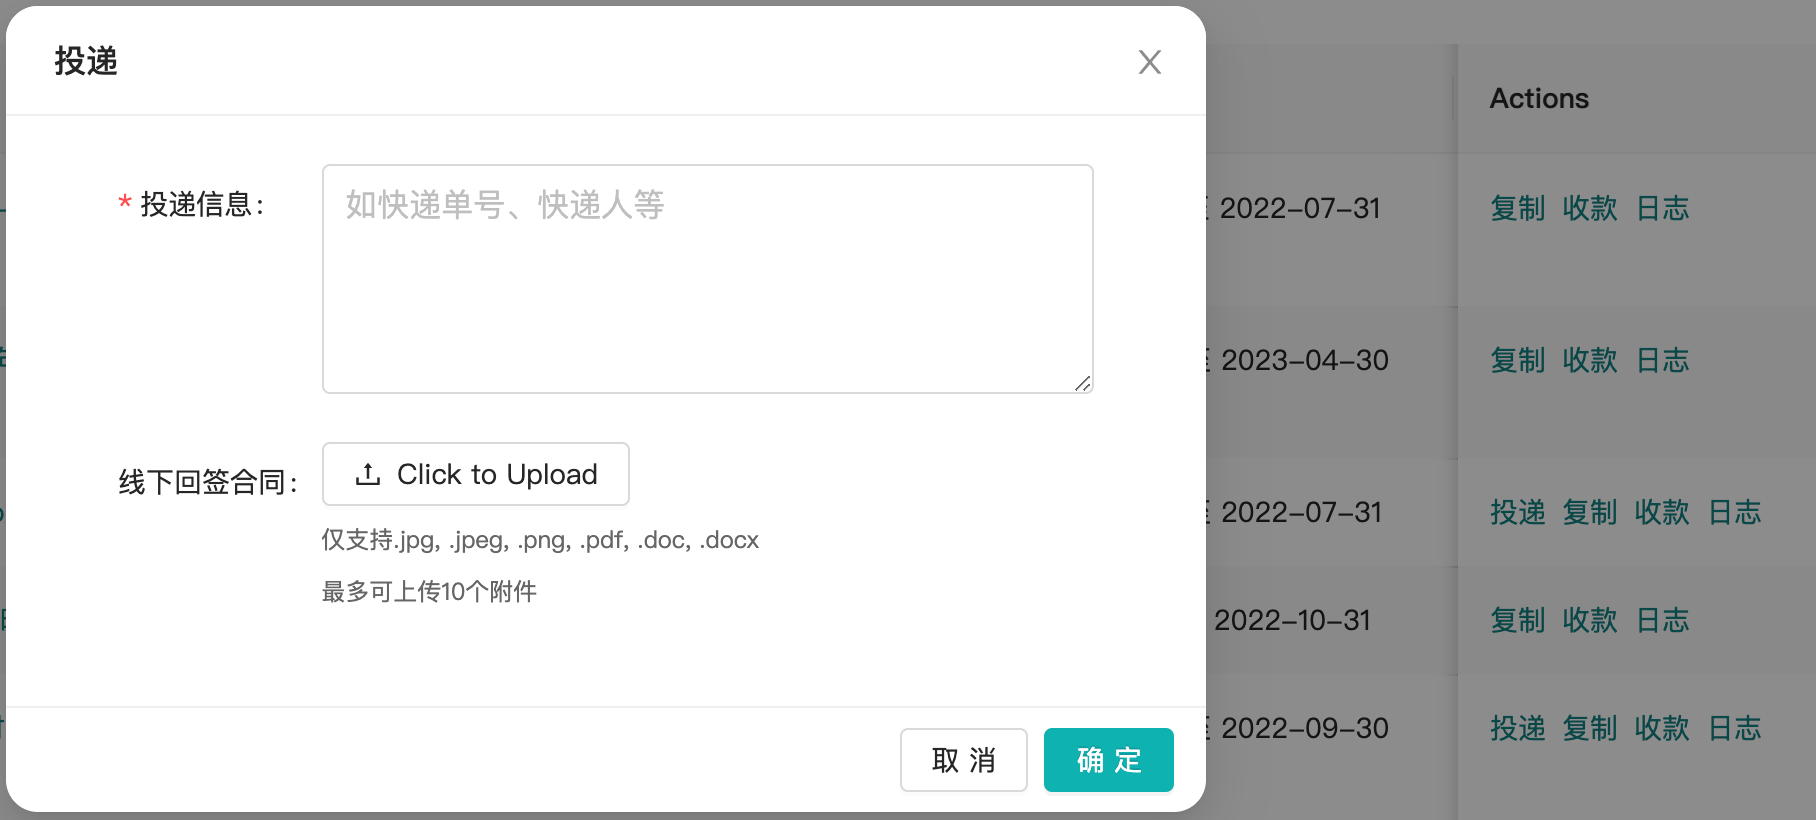 投递
* 投递信息:
如快递单号、快递人等
线下回签合同:
Click to Upload
仅支持.jpg, .jpeg, .png, .pdf, .doc, .docx
最多可上传10个附件
取 消
确 定
Actions
2022-07-31
复制 收款 日志
2023-04-30
复制 收款 日志
2022-07-31
投递 复制 收款 日志
2022-10-31
复制 收款 日志
2022-09-30
投递 复制 收款 日志